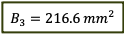 B₃ = 216.6 mm²